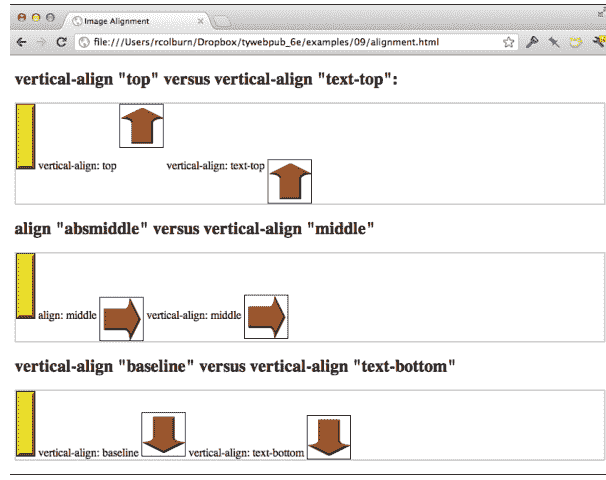 Image Alignment
file:///Users/rcolburn/Dropbox/tywebpub_6e/examples/09/alignment.html
vertical-align "top" versus vertical-align "text-top":
vertical-align: top vertical-align: text-top
align "absmiddle" versus vertical-align "middle"
align: middle vertical-align: middle
vertical-align "baseline" versus vertical-align "text-bottom"
vertical-align: baseline vertical-align: text-bottom